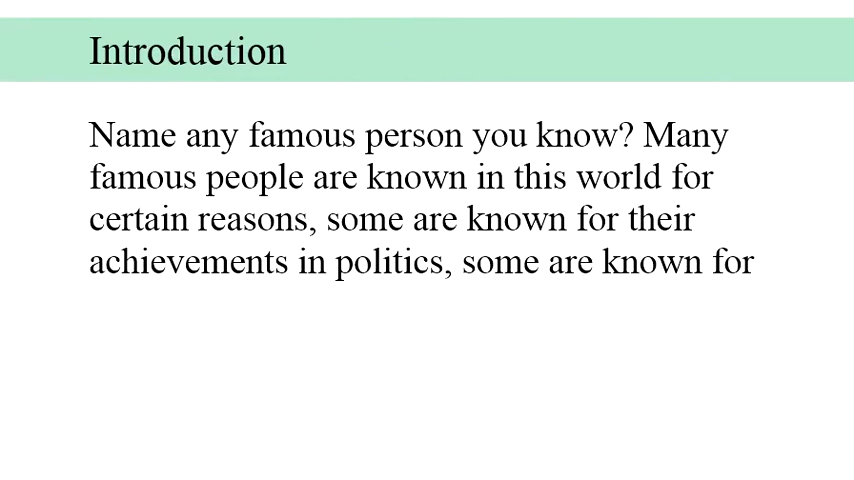 Introduction
Name any famous person you know? Many
famous people are known in this world for
certain reasons, some are known for their
achievements in politics, some are known for